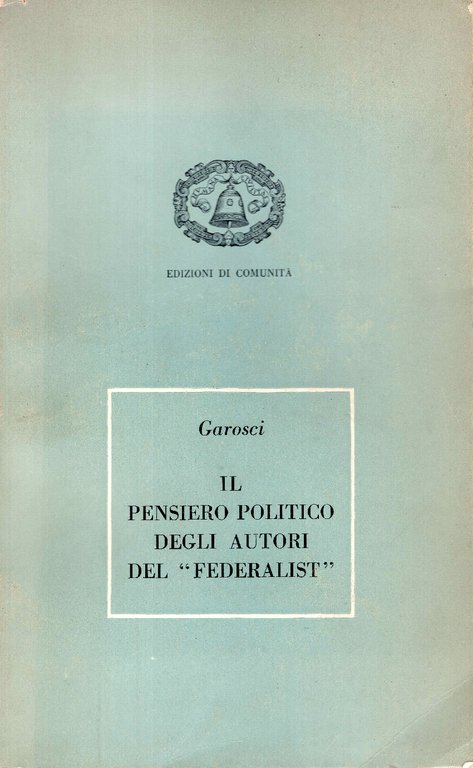 EDIZIONI DI COMUNITÀ
Garosci
IL
PENSIERO POLITICO
DEGLI AUTORI
DEL “FEDERALIST”